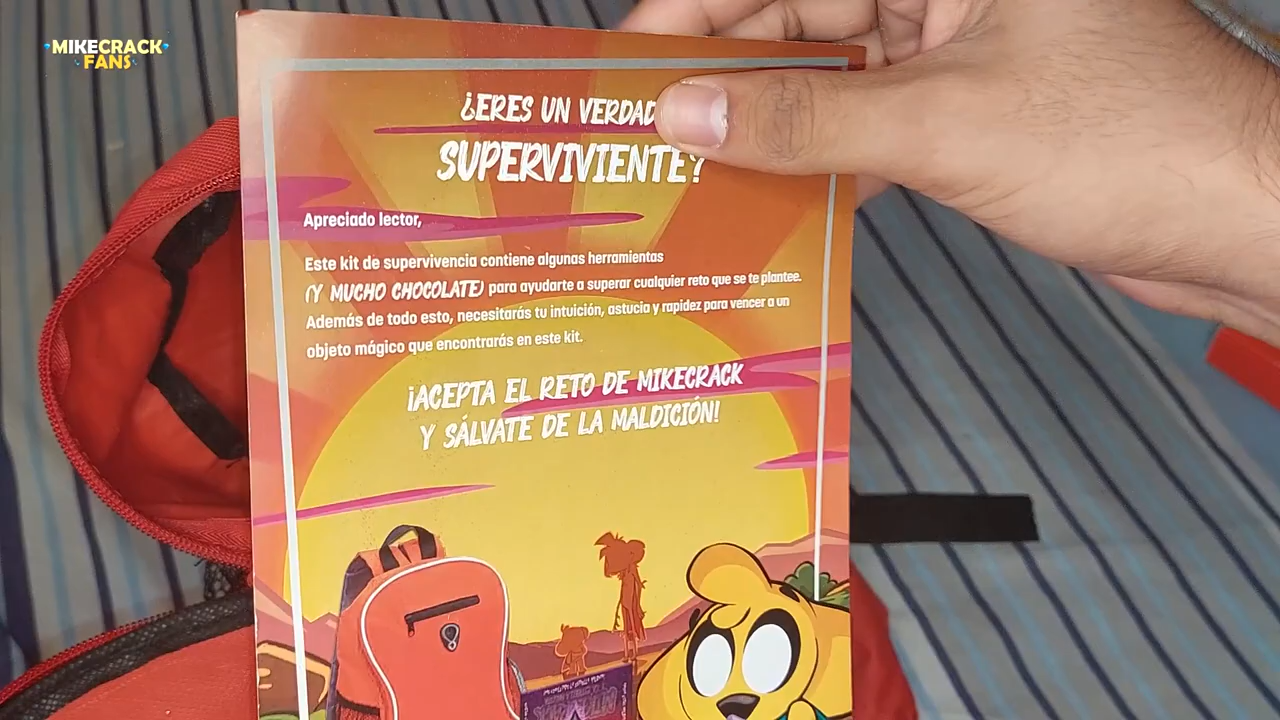 MIKECRACK
FANS
¿ERES UN
SUPERVIVIENTE?
Apreciado lector,
Este kit de supervivencia contiene algunas herramientas
(Y MUCHO CHOCOLATE) para ayudarte a superar cualquier reto que se te plantee.
Además de todo esto, necesitarás tu intuición, astucia y rapidez para vencer a un
objeto mágico que encontrarás en este kit.
¡ACEPTA EL RETO DE MIKECRACK
Y SÁLVATE DE LA MALDICIÓN!